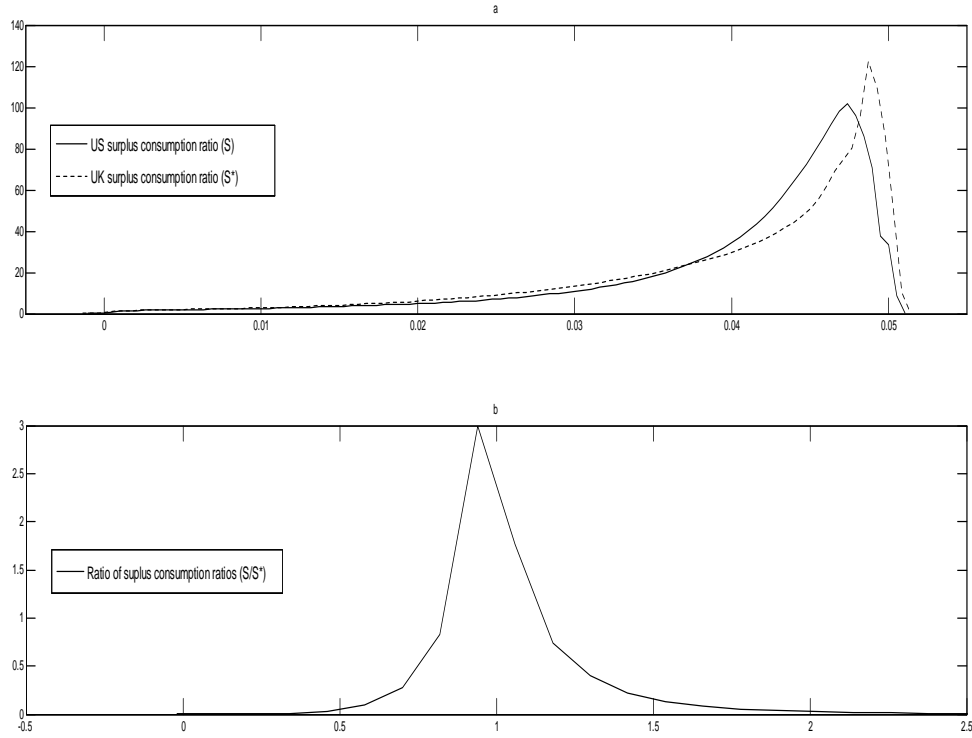 a
140
120
100
80
60
40
20
0
US surplus consumption ratio (S)
UK surplus consumption ratio (S*)
0 0.01 0.02 0.03 0.04 0.05
b
3
2.5
2
1.5
1
0.5
0
Ratio of suplus consumption ratios (S/S*)
-0.5 0 0.5 1 1.5 2 2.5